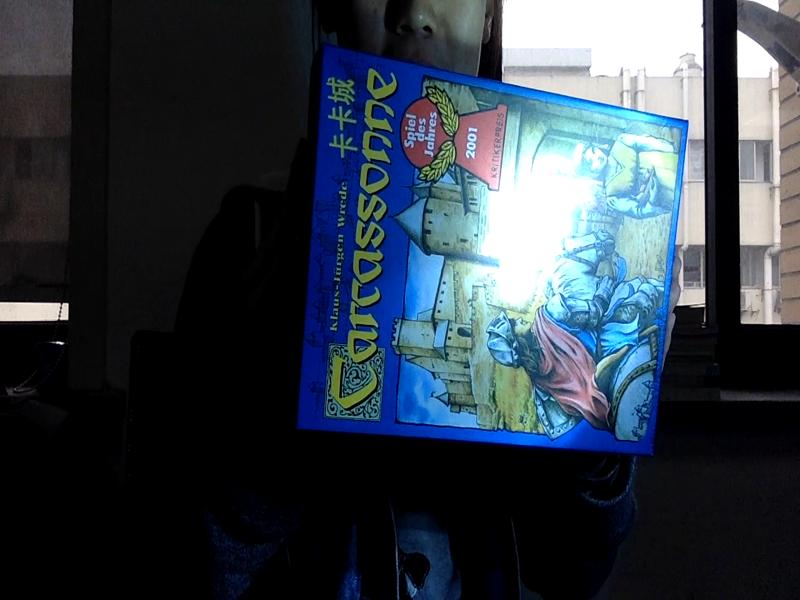 卡卡城
Klaus-Jürgen Wrede
Carcassonne
Spiel
des
Jahres
2001
KRITIKERPREIS